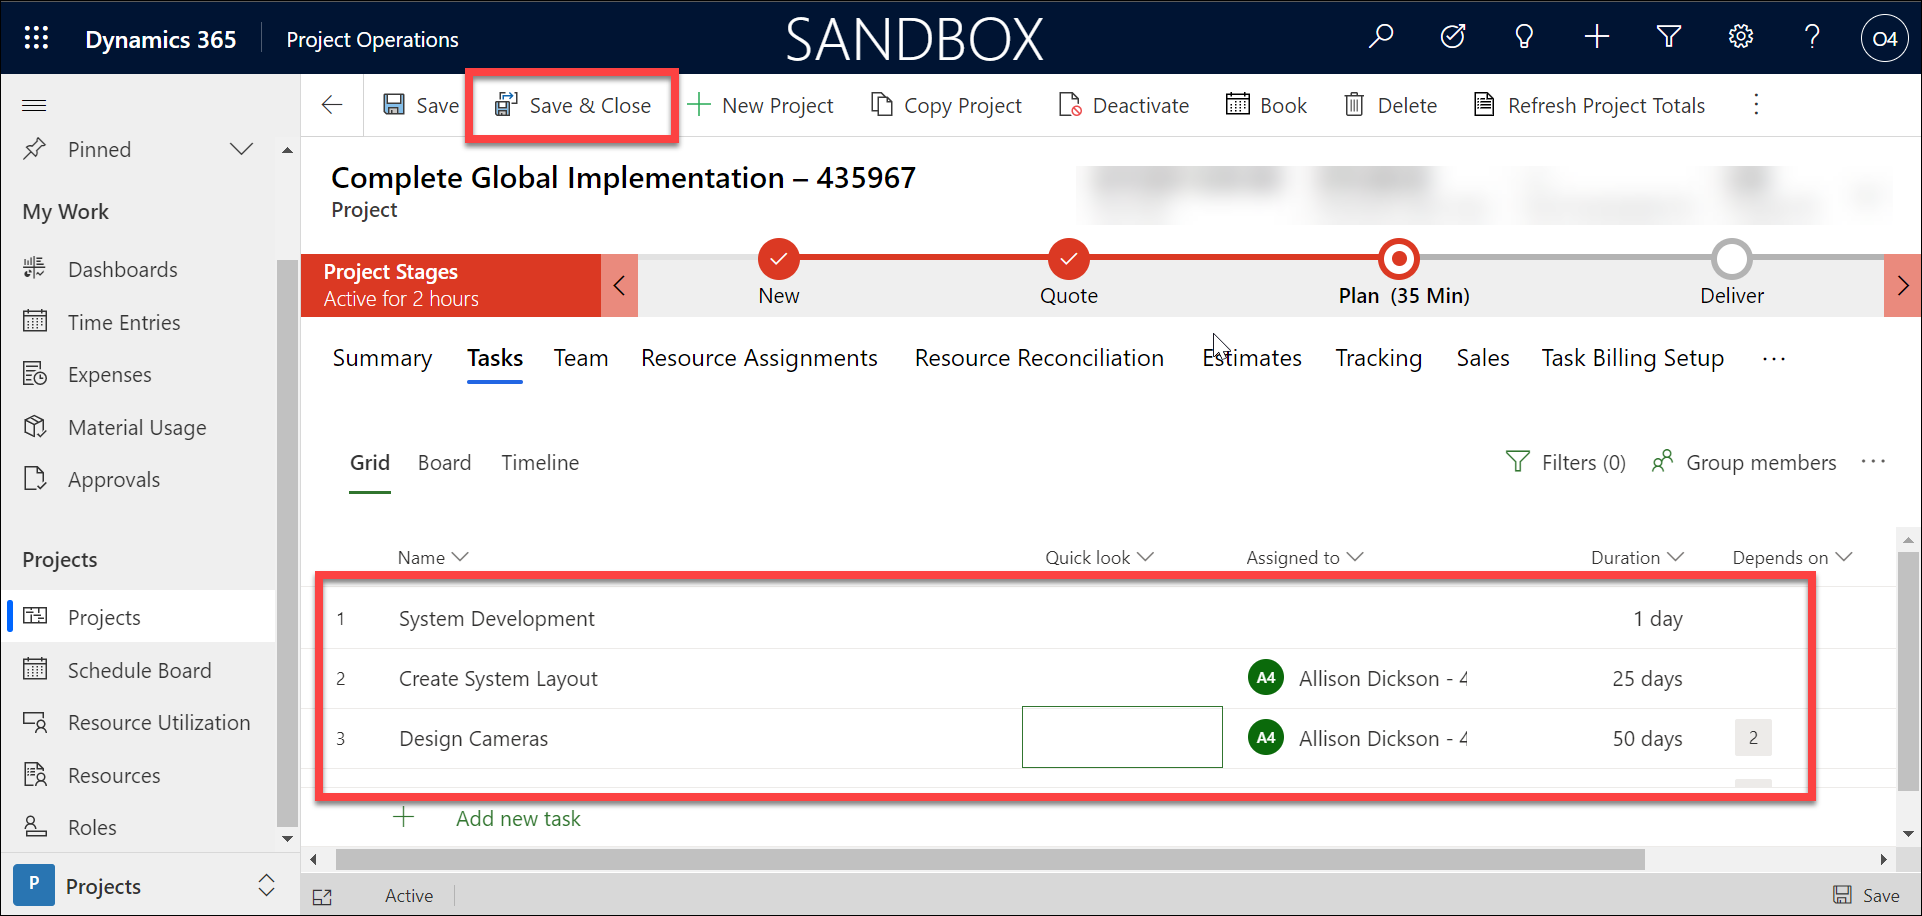 Dynamics 365 Project Operations SANDBOX O4
Save Save & Close New Project Copy Project Deactivate Book Delete Refresh Project Totals
Pinned
Complete Global Implementation – 435967
Project
My Work
Dashboards
Time Entries
Expenses
Material Usage
Approvals
Projects
Projects
Schedule Board
Resource Utilization
Resources
Roles
P Projects
Project Stages
Active for 2 hours
New Quote Plan (35 Min) Deliver
Summary Tasks Team Resource Assignments Resource Reconciliation Estimates Tracking Sales Task Billing Setup
Grid Board Timeline Filters (0) Group members
Name Quick look Assigned to Duration Depends on
1 System Development 1 day
2 Create System Layout A4 Allison Dickson - 4 25 days
3 Design Cameras A4 Allison Dickson - 4 50 days 2
Add new task
Active Save